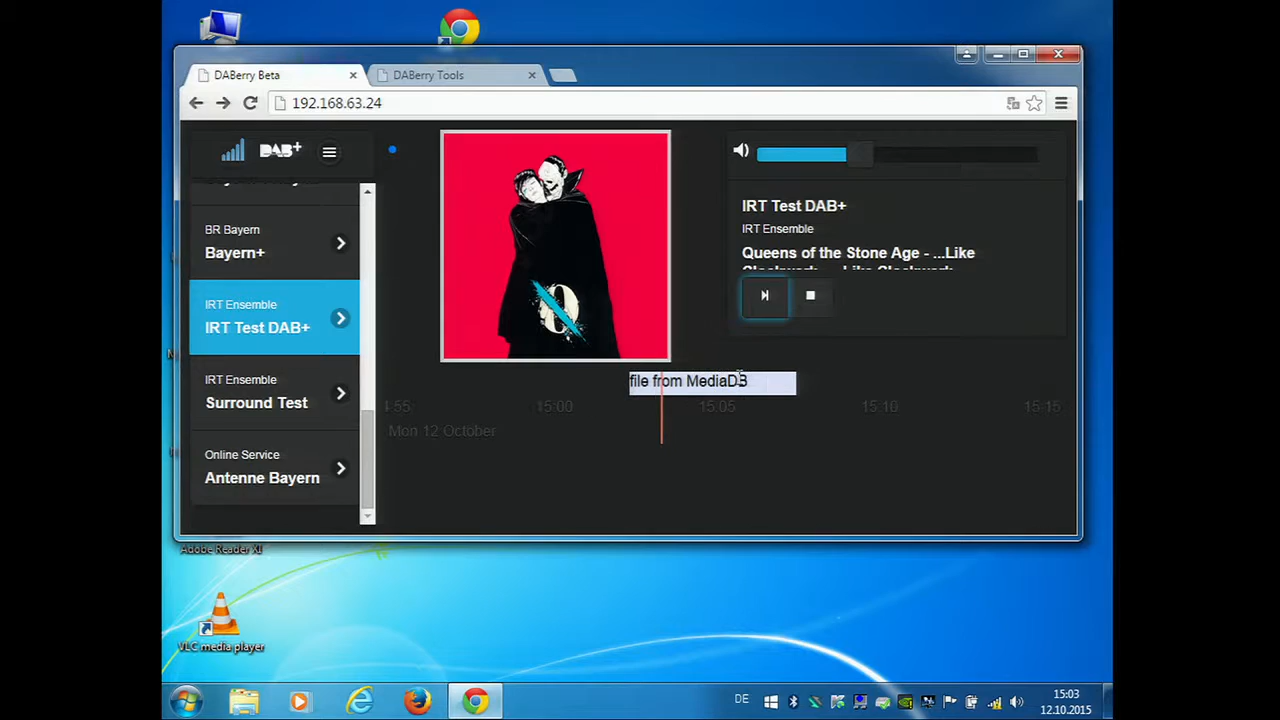 DABerry Beta
DABerry Tools
192.168.63.24
DAB+
BR Bayern
Bayern+
IRT Ensemble
IRT Test DAB+
IRT Ensemble
Surround Test
Online Service
Antenne Bayern
IRT Test DAB+
IRT Ensemble
Queens of the Stone Age - ...Like
file from MediaDB
15:00
15:05
15:10
15:15
Mon 12 October
Adobe Reader XI
VLC media player
DE
15:03
12.10.2015